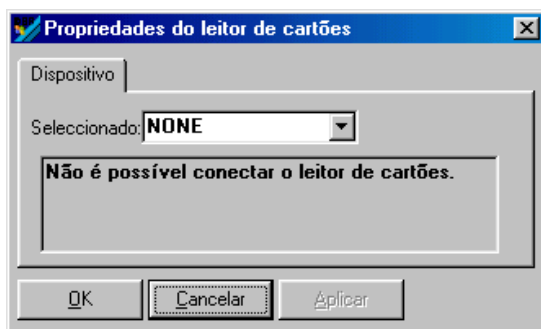 Propriedades do leitor de cartões
Dispositivo
Seleccionado: NONE
Não é possível conectar o leitor de cartões.
OK Cancelar Aplicar